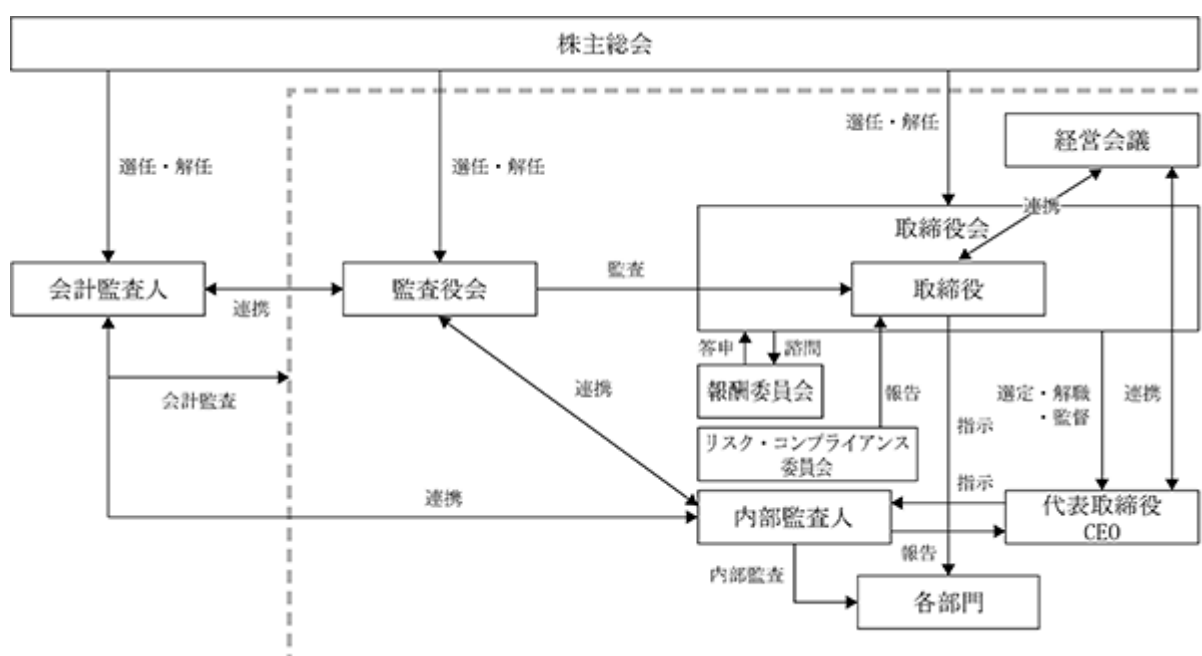 株主総会
選任・解任
選任・解任
選任・解任
経営会議
連携
取締役会
会計監査人
連携
監査役会
監査
取締役
会計監査
連携
答申
諮問
報酬委員会
報告
選定・解職
・監督
連携
指示
リスク・コンプライアンス
委員会
連携
内部監査人
指示
報告
代表取締役
CEO
内部監査
各部門